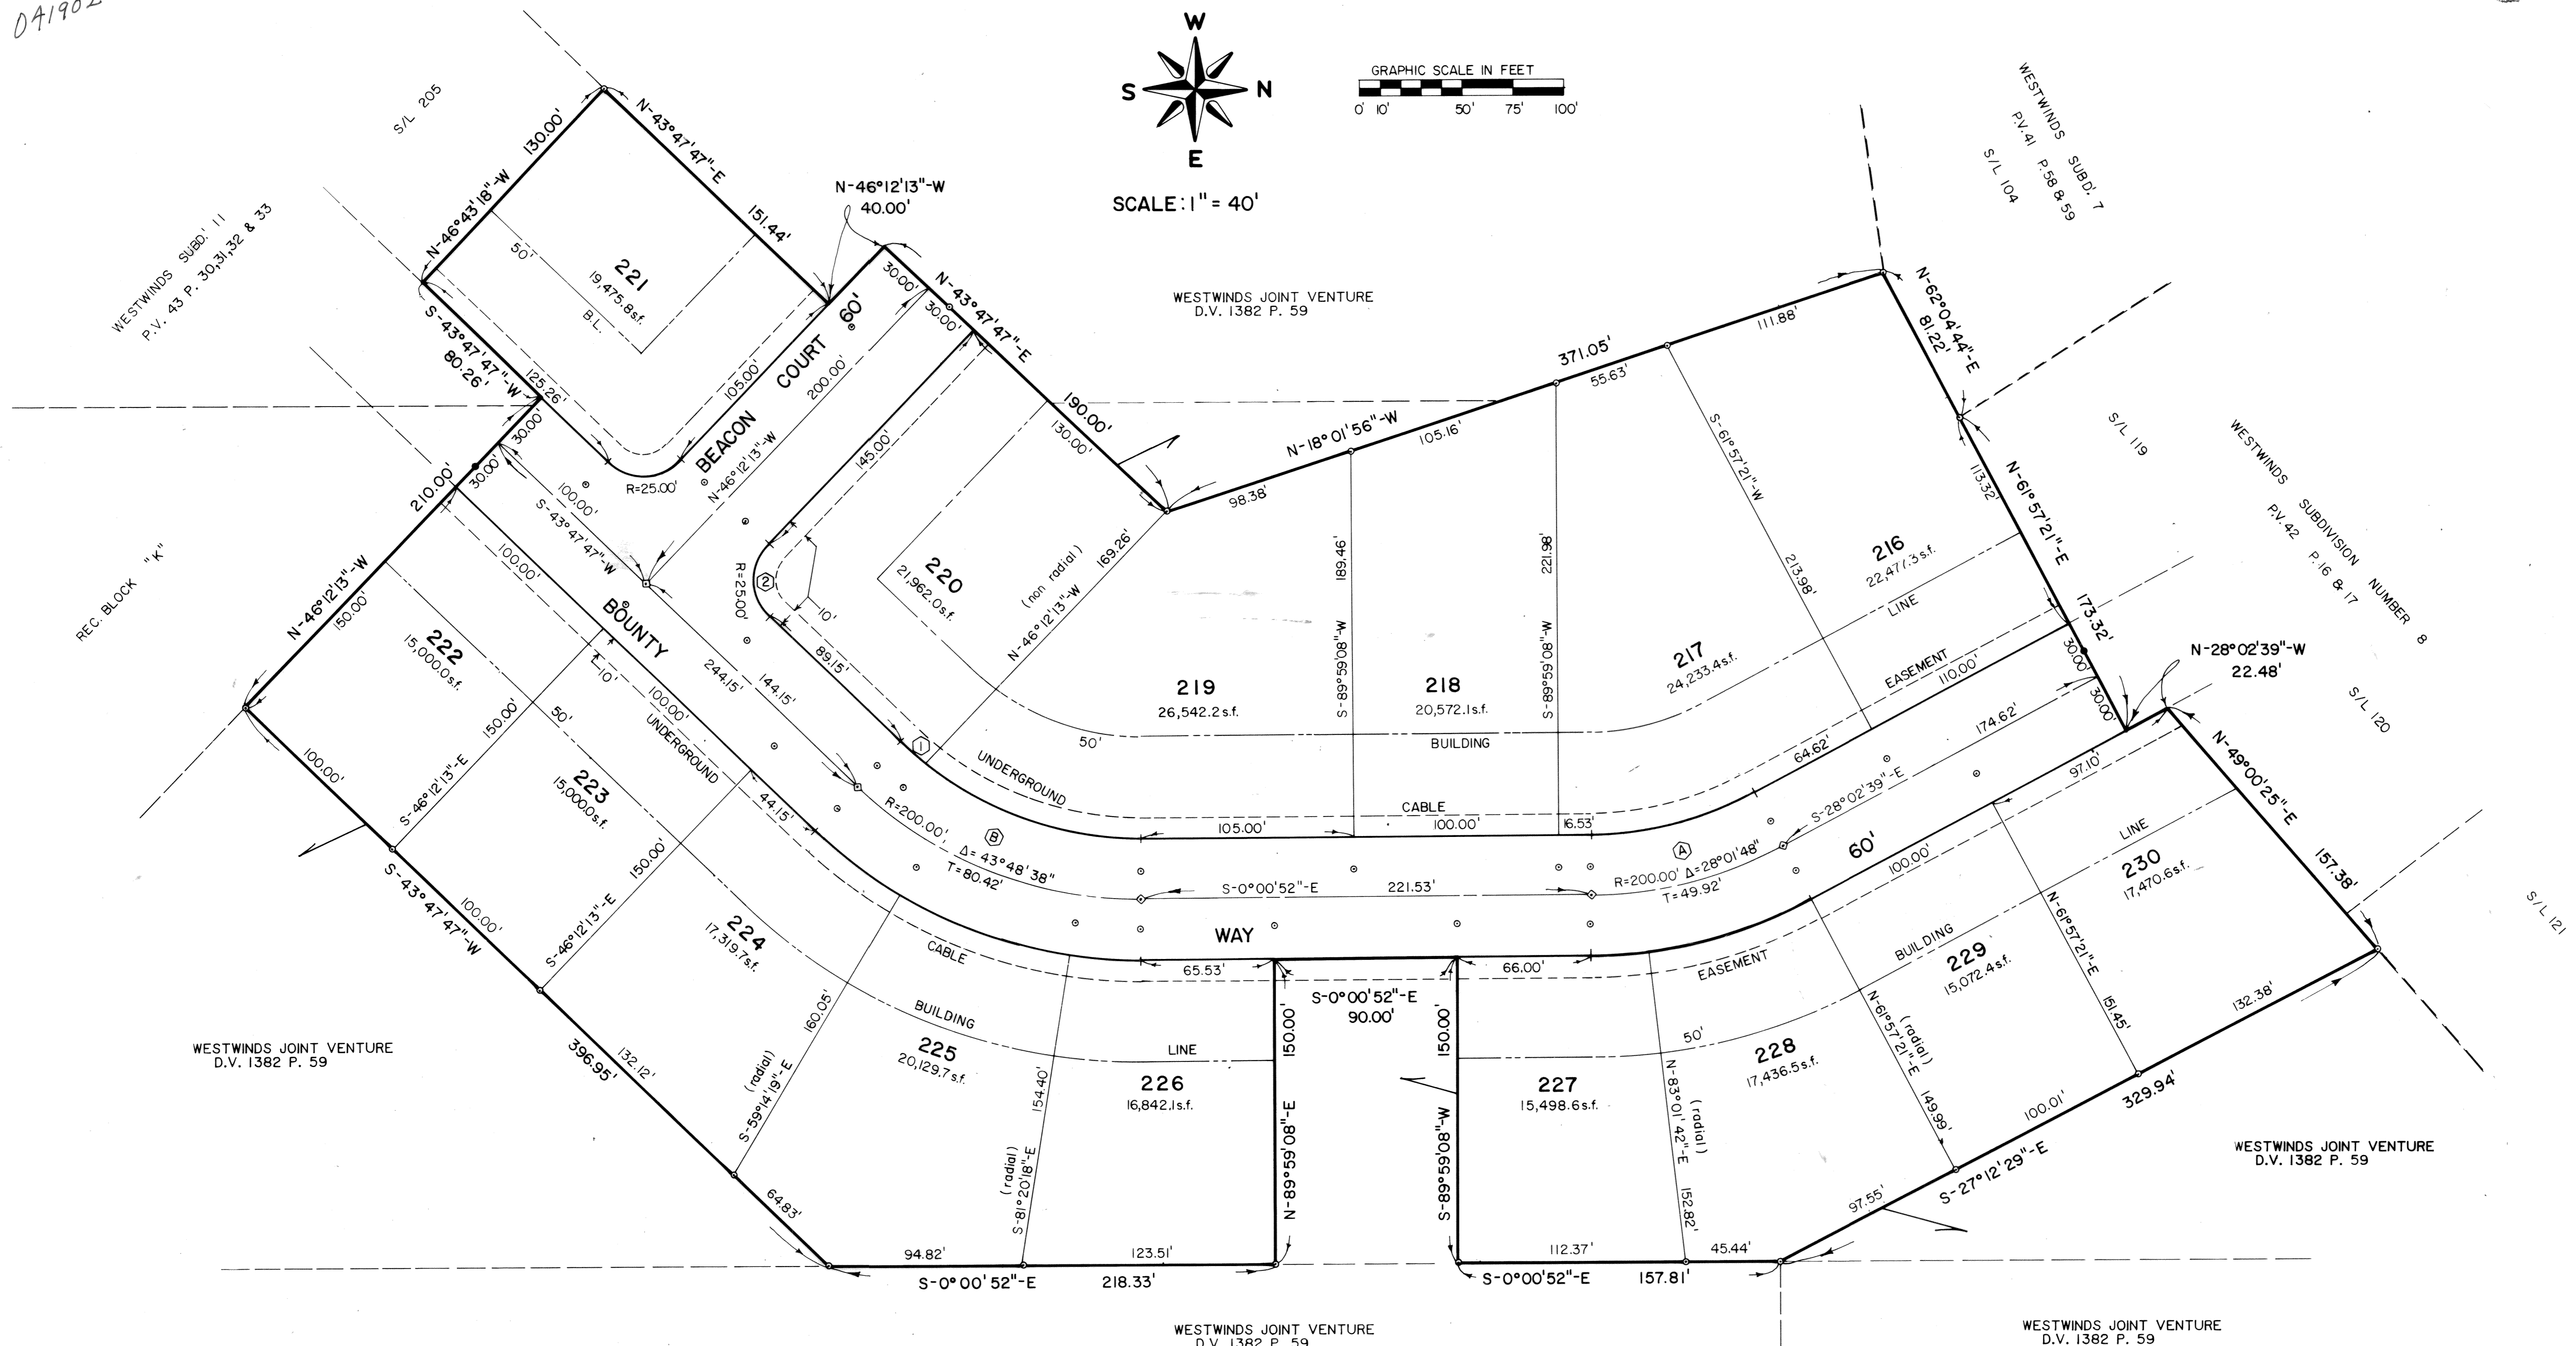 041902
W
S
N
E
SCALE: 1" = 40'
GRAPHIC SCALE IN FEET
0' 10' 50' 75' 100'
S/L 205
WESTWINDS SUBD. 11
P.V. 43 P. 30,31,32 & 33
REC. BLOCK "K"
WESTWINDS SUBD. 7
P.V. 41 P. 58 & 59
S/L 104
S/L 119
WESTWINDS SUBDIVISION NUMBER 8
P.V. 42 P. 16 & 17
S/L 120
S/L 121
N-46°43'18"-W 130.00'
N-43°47'47"-E 151.44'
N-46°12'13"-W
40.00'
S-43°47'47"-W
80.26'
125.26'
105.00'
50'
221
19,475.8 s.f.
B.L.
R=25.00'
BEACON COURT 60'
200.00'
N-46°12'13"-W
30.00'
30.00'
N-43°47'47"-E
190.00'
130.00'
145.00'
R=25.00'
2
10'
89.15'
1
220
21,962.0 s.f.
(non radial)
N-46°12'13"-W 169.26'
WESTWINDS JOINT VENTURE
D.V. 1382 P. 59
N-18°01'56"-W 371.05'
98.38'
105.16'
55.63'
111.88'
N-62°04'44"-E
81.22'
N-61°57'21"-E 173.32'
113.32'
30.00'
30.00'
N-28°02'39"-W
22.48'
N-49°00'25"-E 157.38'
219
26,542.2 s.f.
S-89°59'08"-W 189.46'
218
20,572.1 s.f.
S-89°59'08"-W 221.98'
217
24,233.4 s.f.
S-61°57'21"-W 213.98'
216
22,477.3 s.f.
LINE
50' BUILDING
UNDERGROUND CABLE EASEMENT
105.00'
100.00'
16.53'
64.62'
110.00'
210.00'
30.00'
30.00'
N-46°12'13"-W
150.00'
100.00'
S-43°47'47"-W
100.00'
BOUNTY WAY 60'
244.15'
144.15'
R=200.00' B Δ= 43°48'38"
T=80.42'
S-0°00'52"-E 221.53'
R=200.00' A Δ=28°01'48"
T=49.92'
S-28°02'39"-E
174.62'
222
15,000.0 s.f.
10'
100.00'
UNDERGROUND
44.15'
100.00'
S-46°12'13"-E 150.00'
50'
223
15,000.0 s.f.
S-46°12'13"-E 150.00'
100.00'
S-43°47'47"-W 396.95'
224
17,319.7 s.f.
132.12'
(radial)
S-59°14'19"-E 160.05'
64.83'
CABLE
BUILDING LINE
225
20,129.7 s.f.
(radial)
S-81°20'18"-E 154.40'
226
16,842.1 s.f.
65.53'
94.82'
123.51'
S-0°00'52"-E 218.33'
N-89°59'08"-E 150.00'
S-0°00'52"-E
90.00'
S-89°59'08"-W 150.00'
66.00'
EASEMENT
227
15,498.6 s.f.
112.37'
45.44'
S-0°00'52"-E 157.81'
50' BUILDING LINE
228
17,436.5 s.f.
N-83°01'42"-E 152.82'
(radial)
100.00'
97.10'
229
15,072.4 s.f.
N-61°57'21"-E 149.99'
(radial)
230
17,470.6 s.f.
N-61°57'21"-E 151.45'
97.55'
100.01'
132.38'
S-27°12'29"-E 329.94'
WESTWINDS JOINT VENTURE
D.V. 1382 P. 59
WESTWINDS JOINT VENTURE
D.V. 1382 P. 59
WESTWINDS JOINT VENTURE
D.V. 1382 P. 59
WESTWINDS JOINT VENTURE
D.V. 1382 P. 59